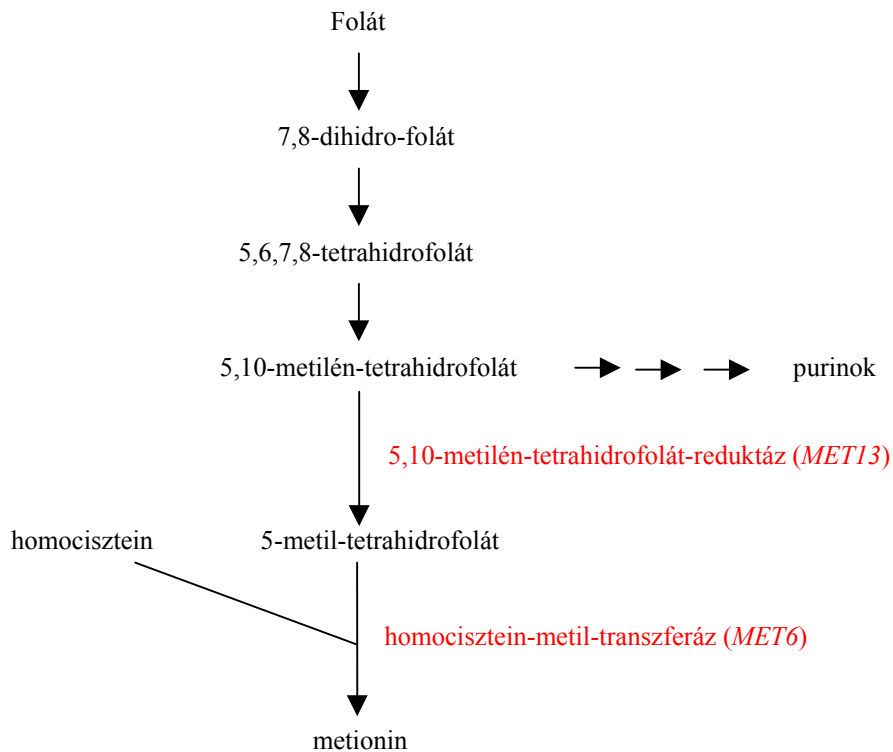 Folát
7,8-dihidro-folát
5,6,7,8-tetrahidrofolát
5,10-metilén-tetrahidrofolát
purinok
5,10-metilén-tetrahidrofolát-reduktáz (MET13)
homocisztein
5-metil-tetrahidrofolát
homocisztein-metil-transzferáz (MET6)
metionin